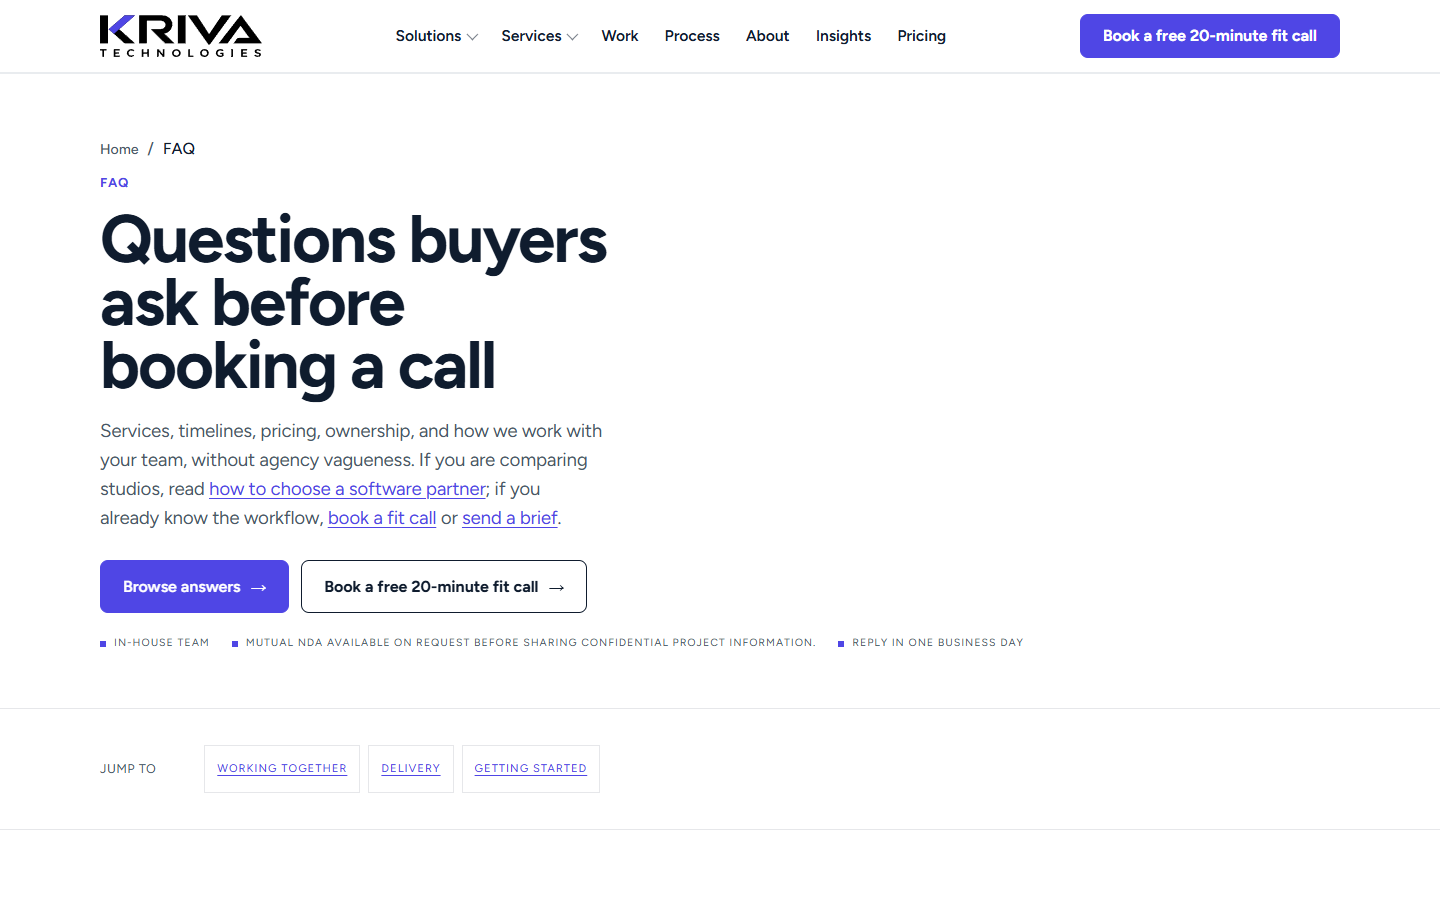 KRIVA
TECHNOLOGIES
Solutions Services Work Process About Insights Pricing
Book a free 20-minute fit call
Home / FAQ
FAQ
Questions buyers
ask before
booking a call
Services, timelines, pricing, ownership, and how we work with
your team, without agency vagueness. If you are comparing
studios, read how to choose a software partner; if you
already know the workflow, book a fit call or send a brief.
Browse answers → Book a free 20-minute fit call →
IN-HOUSE TEAM MUTUAL NDA AVAILABLE ON REQUEST BEFORE SHARING CONFIDENTIAL PROJECT INFORMATION. REPLY IN ONE BUSINESS DAY
JUMP TO WORKING TOGETHER DELIVERY GETTING STARTED